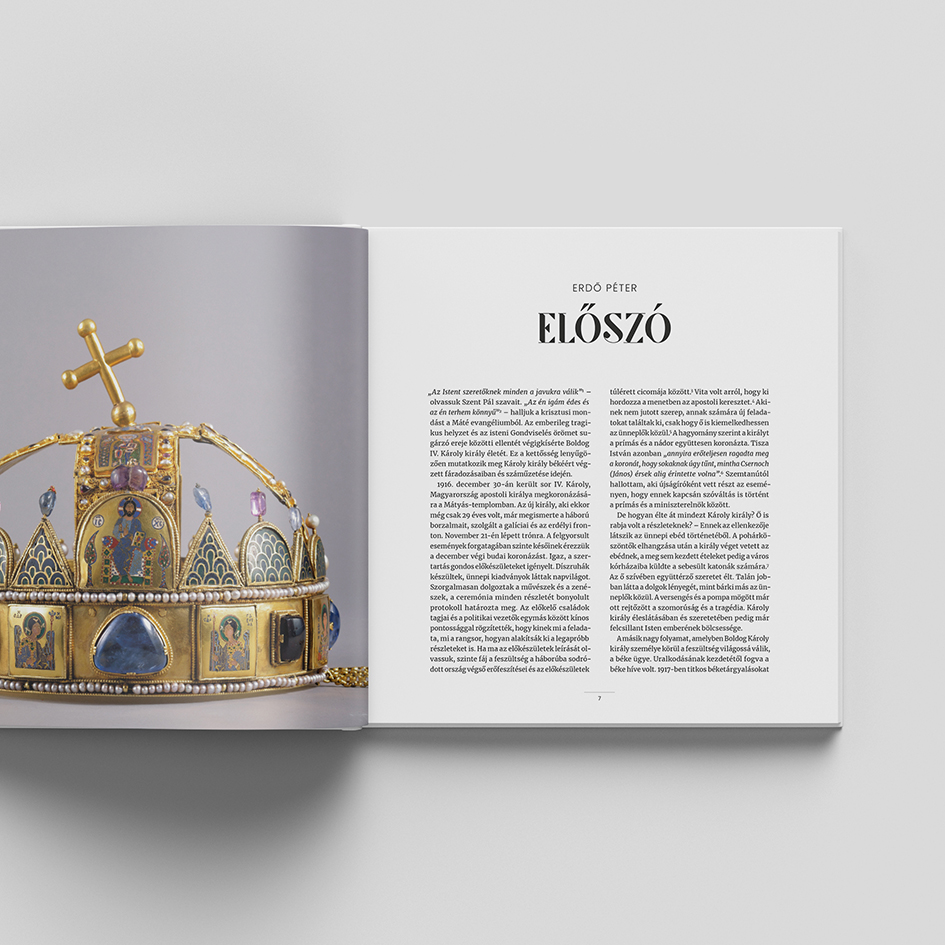 ERDŐ PÉTER
ELŐSZÓ
„Az Istent szeretőknek minden a javukra válik”¹ –
olvassuk Szent Pál szavait. „Az én igám édes és
az én terhem könnyű”² – halljuk a krisztusi mon-
dást a Máté evangéliumból. Az emberileg tragi-
kus helyzet és az isteni Gondviselés örömet su-
gárzó ereje közötti ellentét végigkísérte Boldog
IV. Károly király életét. Ez a kettősség lenyűgö-
zően mutatkozik meg Károly király békéért vég-
zett fáradozásaiban és száműzetése idején.
1916. december 30-án került sor IV. Károly,
Magyarország apostoli királya megkoronázásá-
ra a Mátyás-templomban. Az új király, aki ekkor
még csak 29 éves volt, már megismerte a háború
borzalmait, szolgált a galíciai és az erdélyi fron-
ton. November 21-én lépett trónra. A felgyorsult
események forgatagában szinte későinek érezzük
a december végi budai koronázást. Igaz, a szer-
tartás gondos előkészületeket igényelt. Díszruhák
készültek, ünnepi kiadványok láttak napvilágot.
Szorgalmasan dolgoztak a művészek és a zené-
szek, a ceremónia minden részletét bonyolult
protokoll határozta meg. Az előkelő családok
tagjai és a politikai vezetők egymás között kínos
pontossággal rögzítették, hogy kinek mi a felada-
ta, mi a rangsor, hogyan alakítsák ki a legapróbb
részleteket is. Ha ma az előkészületek leírását ol-
vassuk, szinte fáj a feszültség a háborúba sodró-
dott ország végső erőfeszítései és az előkészületek
túlérett cicomája között.³ Vita volt arról, hogy ki
hordozza a menetben az apostoli keresztet.⁴ Aki-
nek nem jutott szerep, annak számára új felada-
tokat találtak ki, csak hogy ő is kiemelkedhessen
az ünneplők közül.⁵ A hagyomány szerint a királyt
a prímás és a nádor együttesen koronázta. Tisza
István azonban „annyira erőteljesen ragadta meg
a koronát, hogy sokaknak úgy tűnt, mintha Csernoch
(János) érsek alig érintette volna”.⁶ Szemtanútól
hallottam, aki újságíróként vett részt az esemé-
nyen, hogy ennek kapcsán szóváltás is történt
a prímás és a miniszterelnök között.
De hogyan élte át mindezt Károly király? Ő is
rabja volt a részleteknek? – Ennek az ellenkezője
látszik az ünnepi ebéd történetéből. A pohárkö-
szöntők elhangzása után a király véget vetett az
ebédnek, a meg sem kezdett ételeket pedig a város
kórházaiba küldte a sebesült katonák számára.⁷
Az ő szívében együttérző szeretet élt. Talán job-
ban látta a dolgok lényegét, mint bárki más az ün-
neplők közül. A versengés és a pompa mögött már
ott rejtőzött a szomorúság és a tragédia. Károly
király éleslátásában és szeretetében pedig már
felcsillant Isten emberének bölcsessége.
A másik nagy folyamat, amelyben Boldog Károly
király személye körül a feszültség világossá válik,
a béke ügye. Uralkodásának kezdetétől fogva a
béke híve volt. 1917-ben titkos béketárgyalásokat
7